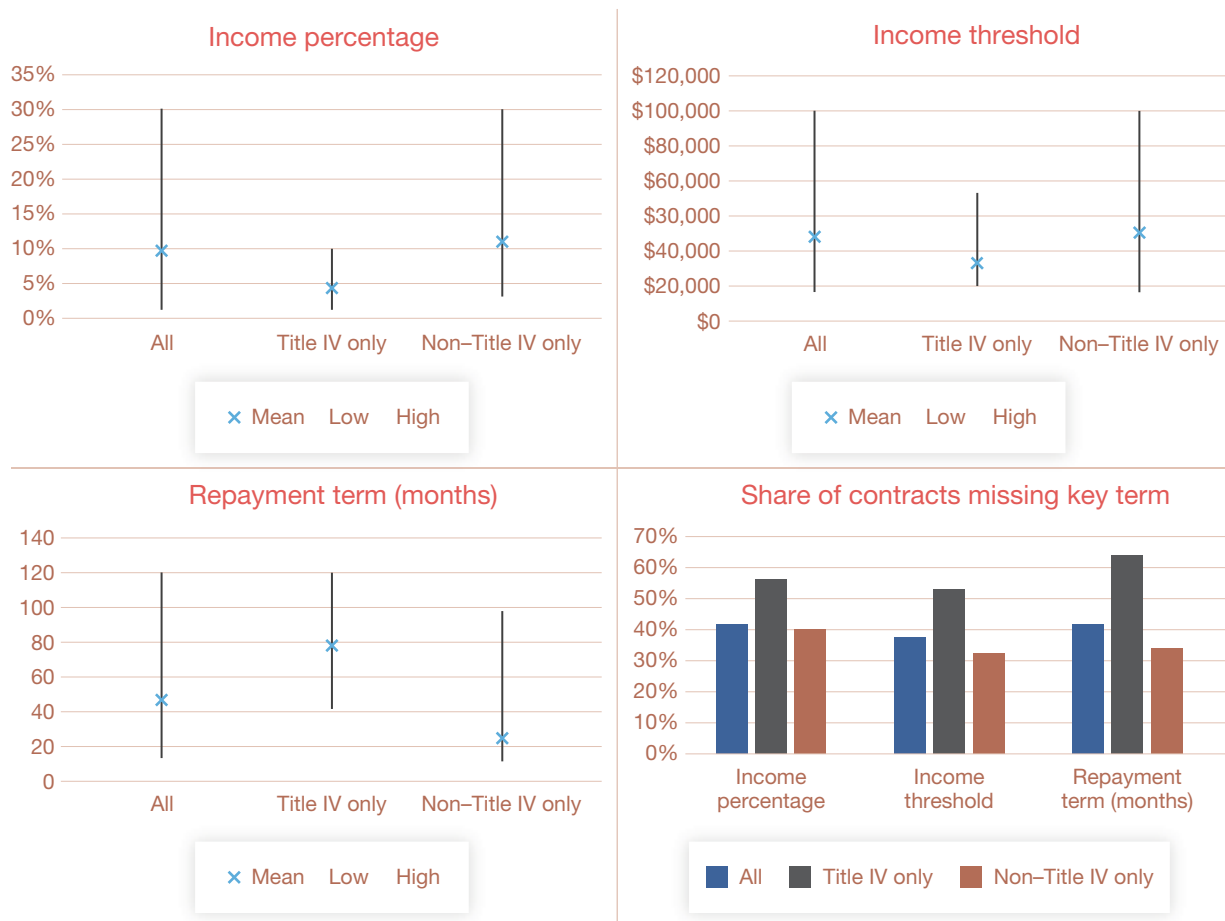 Income percentage
35%
30%
25%
20%
15%
10%
5%
0%
All Title IV only Non–Title IV only
Mean Low High
Income threshold
$120,000
$100,000
$80,000
$60,000
$30,000
$40,000
$20,000
$0
All Title IV only Non–Title IV only
Mean Low High
Repayment term (months)
140
120
100
80
60
40
20
0
All Title IV only Non–Title IV only
Mean Low High
Share of contracts missing key term
70%
60%
50%
40%
30%
20%
10%
0%
Income
percentage
Income
threshold
Repayment
term (months)
All Title IV only Non–Title IV only